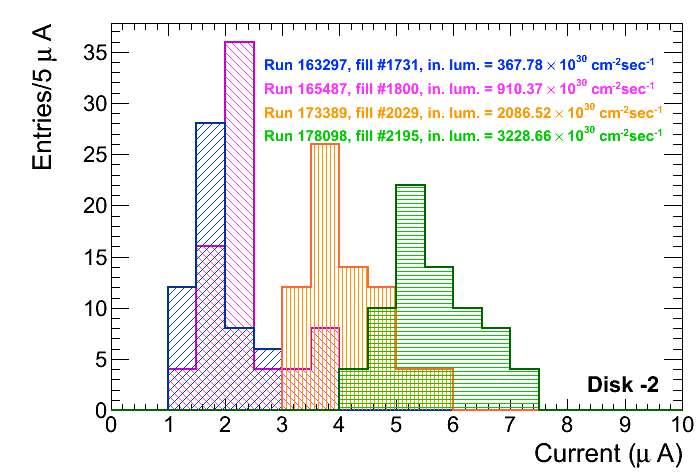 Entries/5 μ A
35
30
25
20
15
10
5
0
Run 163297, fill #1731, in. lum. = 367.78 × 10³⁰ cm⁻²sec⁻¹
Run 165487, fill #1800, in. lum. = 910.37 × 10³⁰ cm⁻²sec⁻¹
Run 173389, fill #2029, in. lum. = 2086.52 × 10³⁰ cm⁻²sec⁻¹
Run 178098, fill #2195, in. lum. = 3228.66 × 10³⁰ cm⁻²sec⁻¹
Disk -2
0 1 2 3 4 5 6 7 8 9 10
Current (μ A)